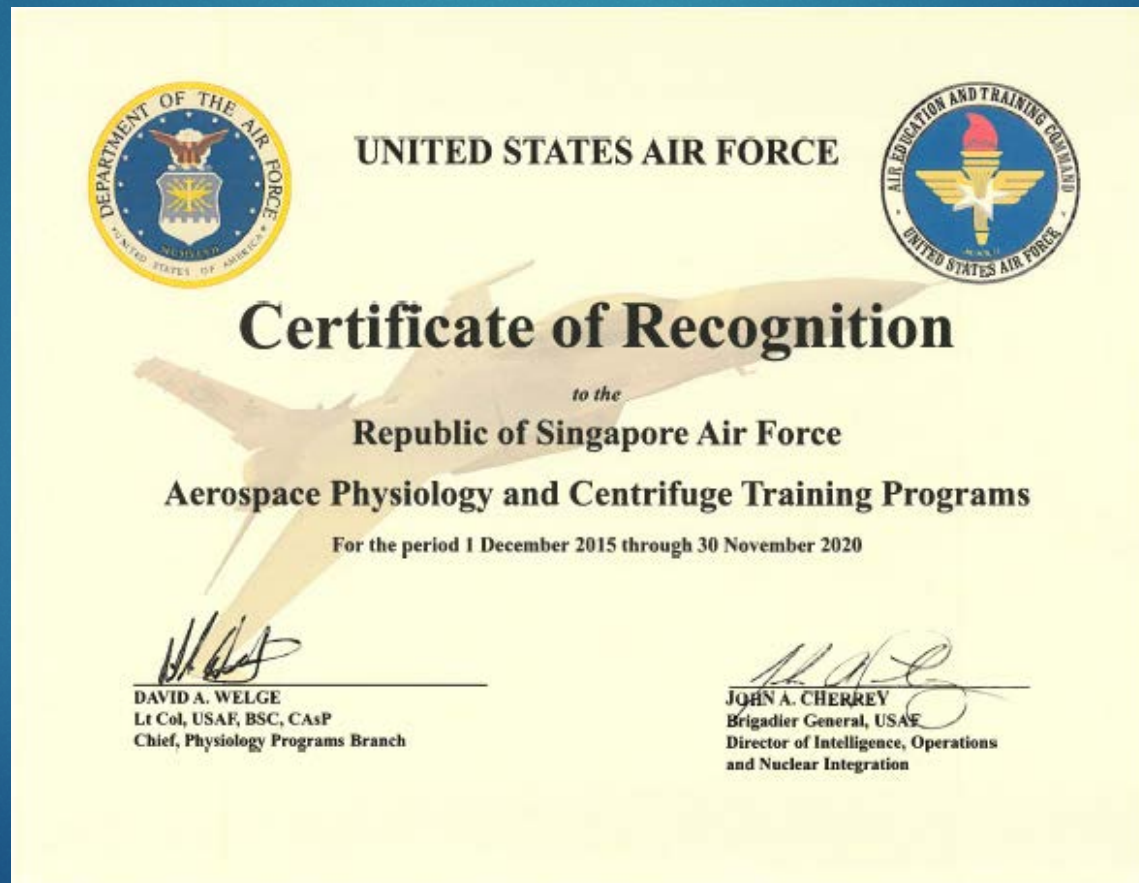 DEPARTMENT OF THE AIR FORCE
UNITED STATES OF AMERICA
UNITED STATES AIR FORCE
AIR EDUCATION AND TRAINING COMMAND
UNITED STATES AIR FORCE
Certificate of Recognition
to the
Republic of Singapore Air Force
Aerospace Physiology and Centrifuge Training Programs
For the period 1 December 2015 through 30 November 2020
DAVID A. WELGE
Lt Col, USAF, BSC, CAsP
Chief, Physiology Programs Branch
JOHN A. CHERREY
Brigadier General, USAF
Director of Intelligence, Operations
and Nuclear Integration